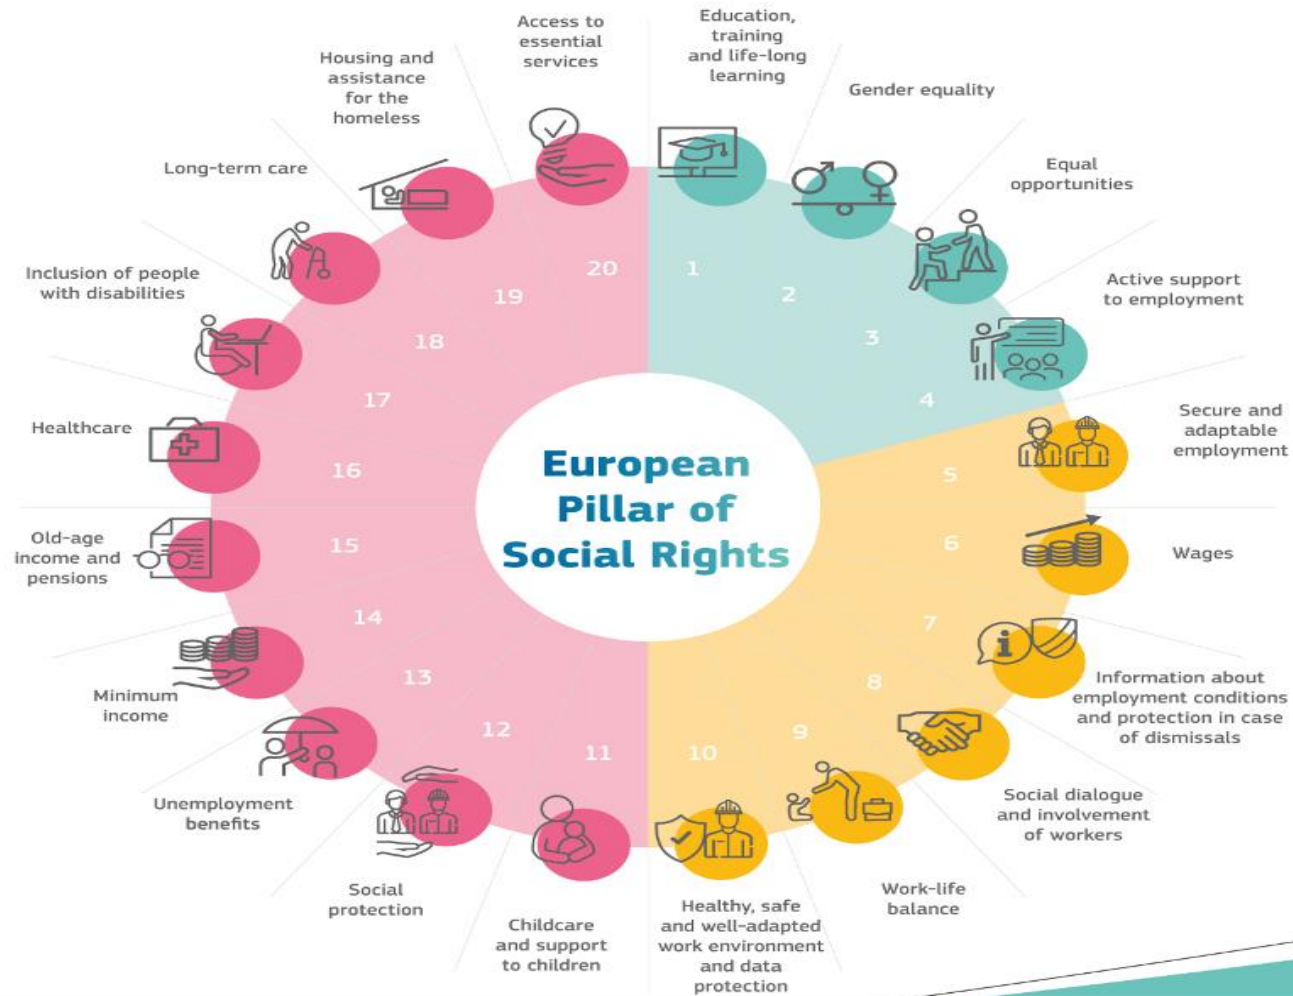 European
Pillar of
Social Rights
1
Education,
training
and life-long
learning
2
Gender equality
3
Equal
opportunities
4
Active support
to employment
5
Secure and
adaptable
employment
6
Wages
7
Information about
employment conditions
and protection in case
of dismissals
8
Social dialogue
and involvement
of workers
9
Work-life
balance
10
Healthy, safe
and well-adapted
work environment
and data
protection
11
Childcare
and support
to children
12
Social
protection
13
Unemployment
benefits
14
Minimum
income
15
Old-age
income and
pensions
16
Healthcare
17
Inclusion of people
with disabilities
18
Long-term care
19
Housing and
assistance
for the
homeless
20
Access to
essential
services